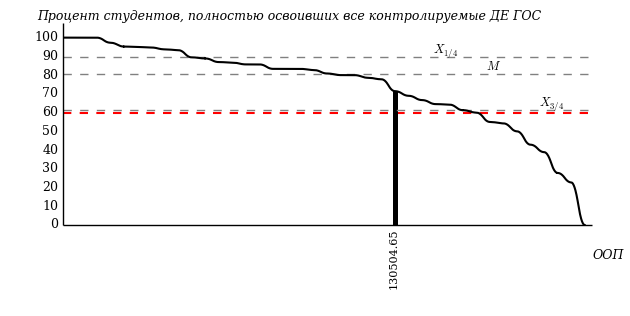 Процент студентов, полностью освоивших все контролируемые ДЕ ГОС
100
90
80
70
60
50
40
30
20
10
0
X1/4
M
X3/4
130504.65
ООП